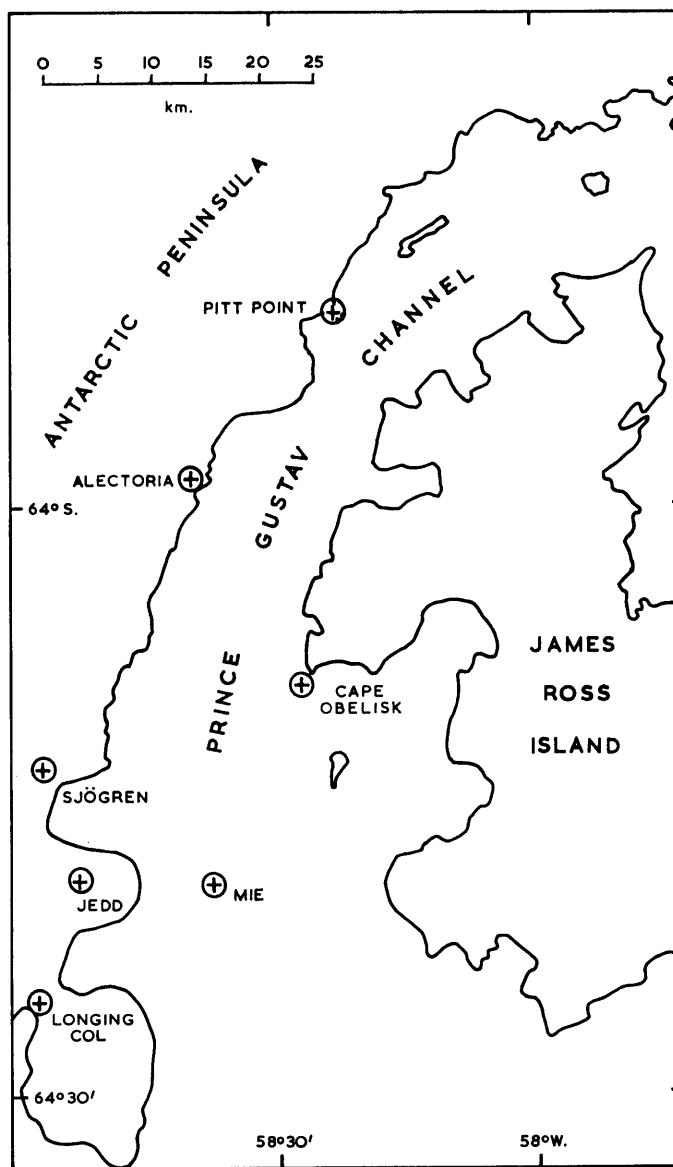 0 5 10 15 20 25
km.
ANTARCTIC PENINSULA
PITT POINT
CHANNEL
ALECTORIA
GUSTAV
64° S.
PRINCE
JAMES
ROSS
ISLAND
CAPE
OBELISK
SJÖGREN
JEDD
MIE
LONGING
COL
64° 30'
58° 30'
58° W.